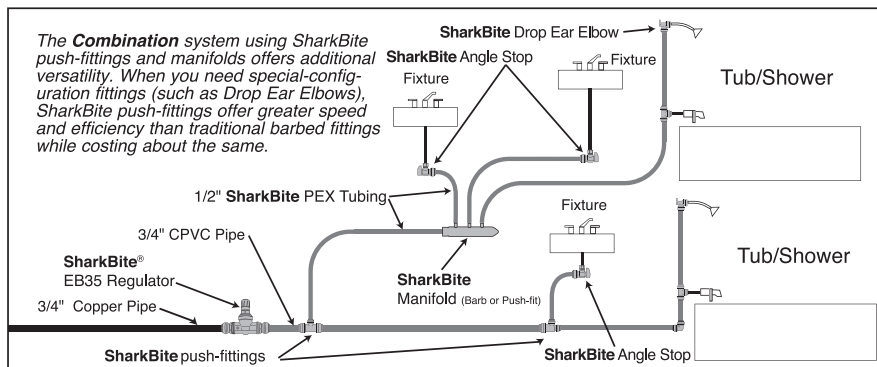 The Combination system using SharkBite
push-fittings and manifolds offers additional
versatility. When you need special-config-
uration fittings (such as Drop Ear Elbows),
SharkBite push-fittings offer greater speed
and efficiency than traditional barbed fittings
while costing about the same.
SharkBite Drop Ear Elbow
SharkBite Angle Stop
Fixture
Fixture
Tub/Shower
1/2" SharkBite PEX Tubing
3/4" CPVC Pipe
SharkBite®
EB35 Regulator
3/4" Copper Pipe
SharkBite
Manifold (Barb or Push-fit)
Fixture
Tub/Shower
SharkBite push-fittings
SharkBite Angle Stop